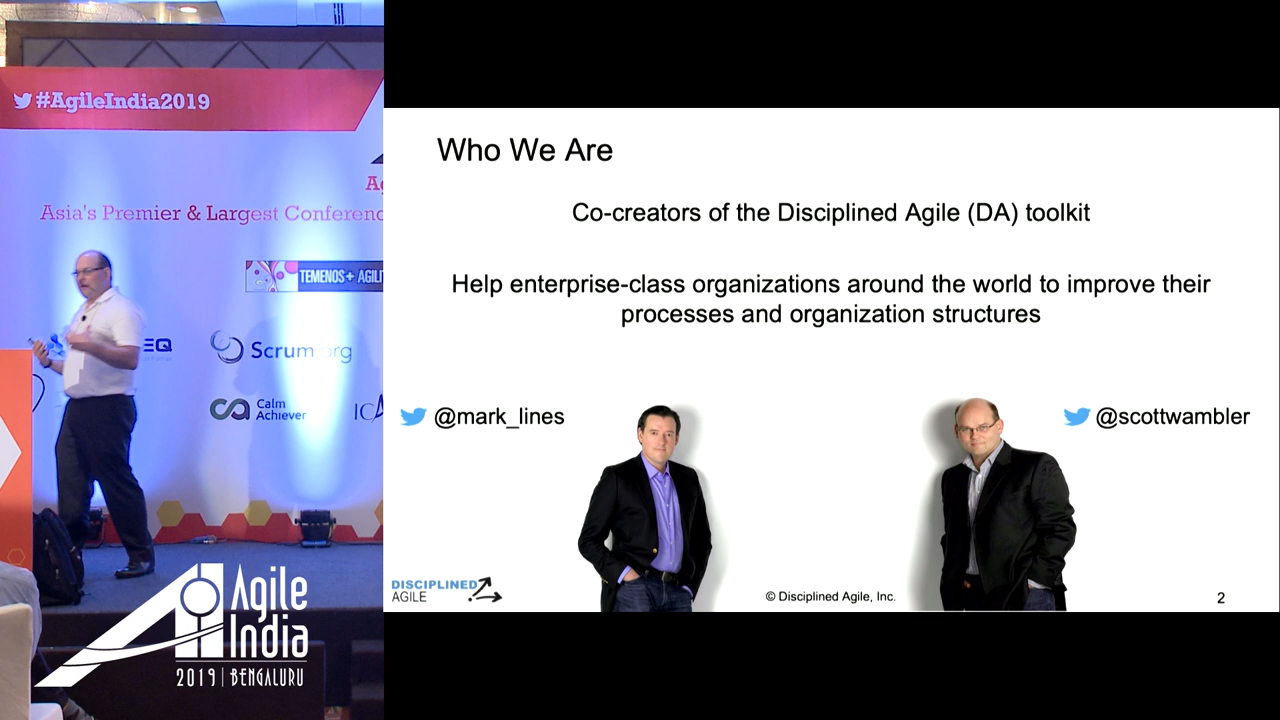 #AgileIndia2019
Asia's Premier & Largest
TEMENOS+
Scrum.org
Calm
Achiever
Agile
India
2019 | BENGALURU
Who We Are
Co-creators of the Disciplined Agile (DA) toolkit
Help enterprise-class organizations around the world to improve their
processes and organization structures
@mark_lines
@scottwambler
DISCIPLINED
AGILE
© Disciplined Agile, Inc.
2